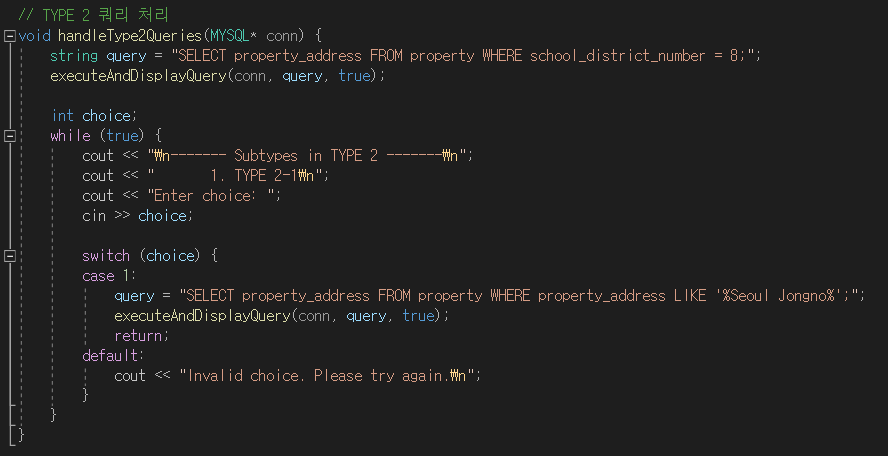 // TYPE 2 쿼리 처리
void handleType2Queries(MYSQL* conn) {
    string query = "SELECT property_address FROM property WHERE school_district_number = 8;";
    executeAndDisplayQuery(conn, query, true);

    int choice;
    while (true) {
        cout << "₩n------- Subtypes in TYPE 2 -------₩n";
        cout << "       1. TYPE 2-1₩n";
        cout << "Enter choice: ";
        cin >> choice;

        switch (choice) {
        case 1:
            query = "SELECT property_address FROM property WHERE property_address LIKE '%Seoul Jongno%';";
            executeAndDisplayQuery(conn, query, true);
            return;
        default:
            cout << "Invalid choice. Please try again.₩n";
        }
    }
}